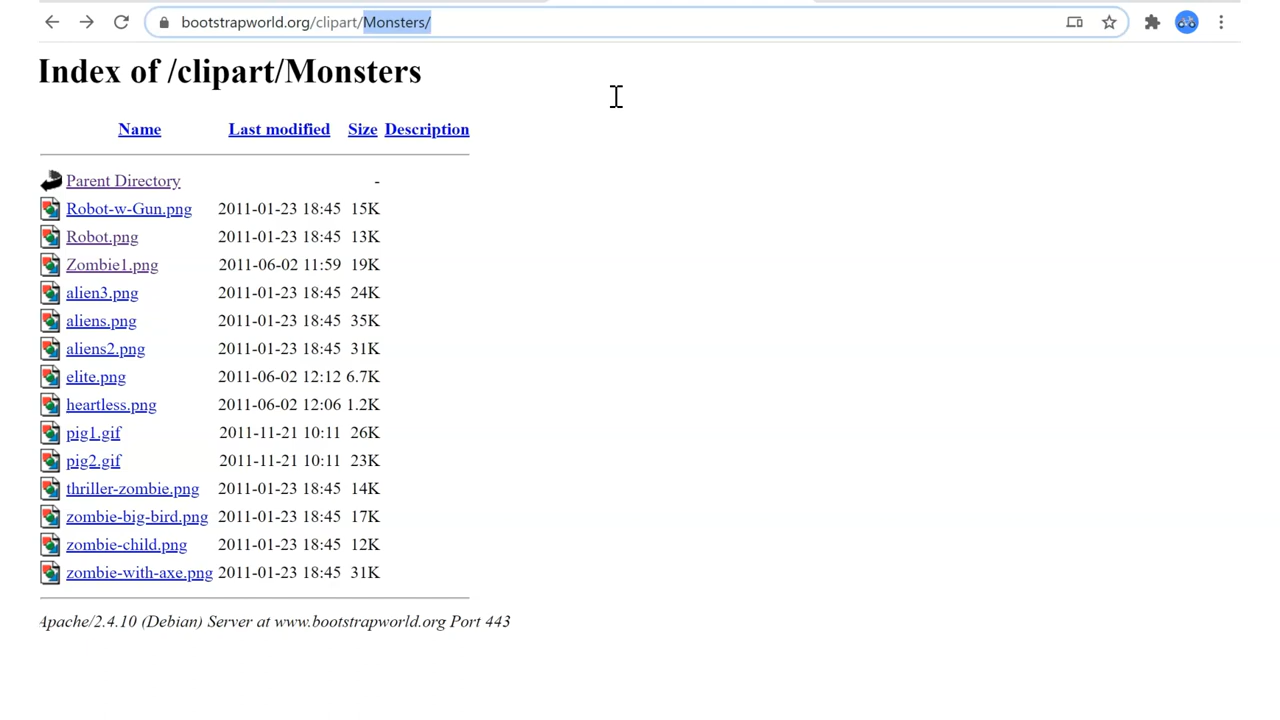 bootstrapworld.org/clipart/Monsters/
Index of /clipart/Monsters
Name Last modified Size Description
Parent Directory -
Robot-w-Gun.png 2011-01-23 18:45 15K
Robot.png 2011-01-23 18:45 13K
Zombie1.png 2011-06-02 11:59 19K
alien3.png 2011-01-23 18:45 24K
aliens.png 2011-01-23 18:45 35K
aliens2.png 2011-01-23 18:45 31K
elite.png 2011-06-02 12:12 6.7K
heartless.png 2011-06-02 12:06 1.2K
pig1.gif 2011-11-21 10:11 26K
pig2.gif 2011-11-21 10:11 23K
thriller-zombie.png 2011-01-23 18:45 14K
zombie-big-bird.png 2011-01-23 18:45 17K
zombie-child.png 2011-01-23 18:45 12K
zombie-with-axe.png 2011-01-23 18:45 31K
Apache/2.4.10 (Debian) Server at www.bootstrapworld.org Port 443